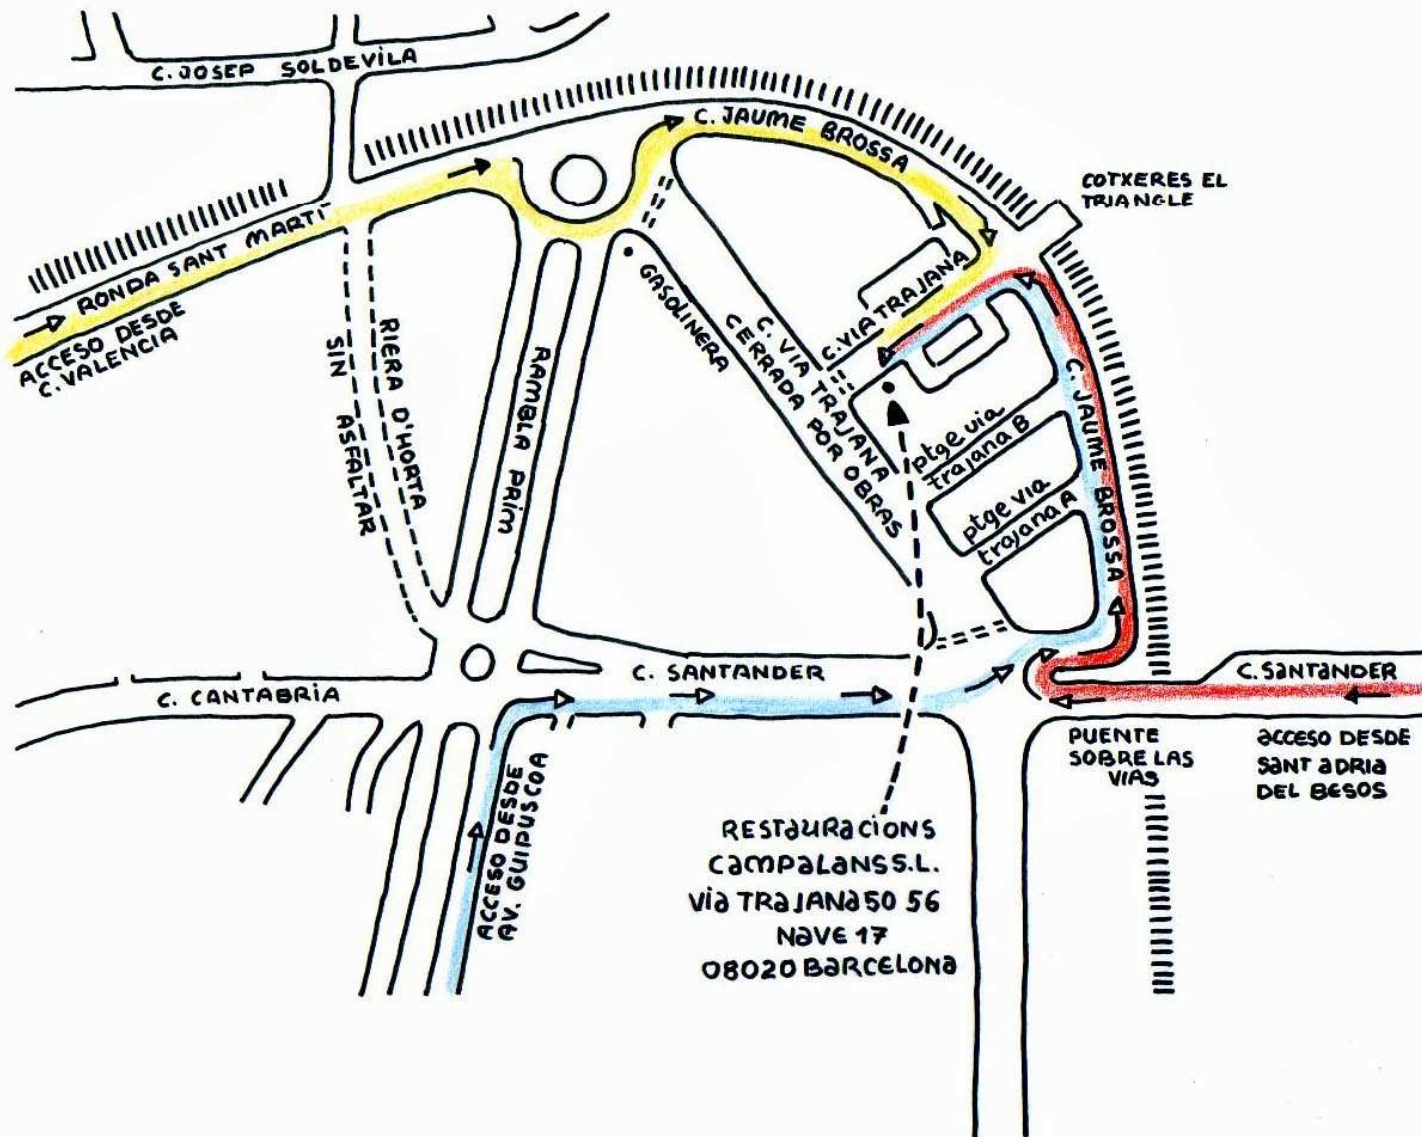 C. JOSEP SOLDEVILA
C. JAUME BROSSA
COTXERES EL
TRIANGLE
RONDA SANT MARTI
ACCESO DESDE
C. VALENCIA
RIERA D'HORTA
SIN ASFALTAR
RAMBLA PRIM
GASOLINERA
C. VIA TRAJANA
C. VIA TRAJANA
CERRADA POR OBRAS
ptge via
trajana B
ptge via
trajana A
C. JAUME BROSSA
C. SANTANDER
C. CANTABRIA
C. SANTANDER
PUENTE
SOBRE LAS
VIAS
ACCESO DESDE
SANT ADRIA
DEL BESOS
ACCESO DESDE
AV. GUIPUSCOA
RESTAURACIONS
CAMPALANS S.L.
VIA TRAJANA 50 56
NAVE 17
08020 BARCELONA